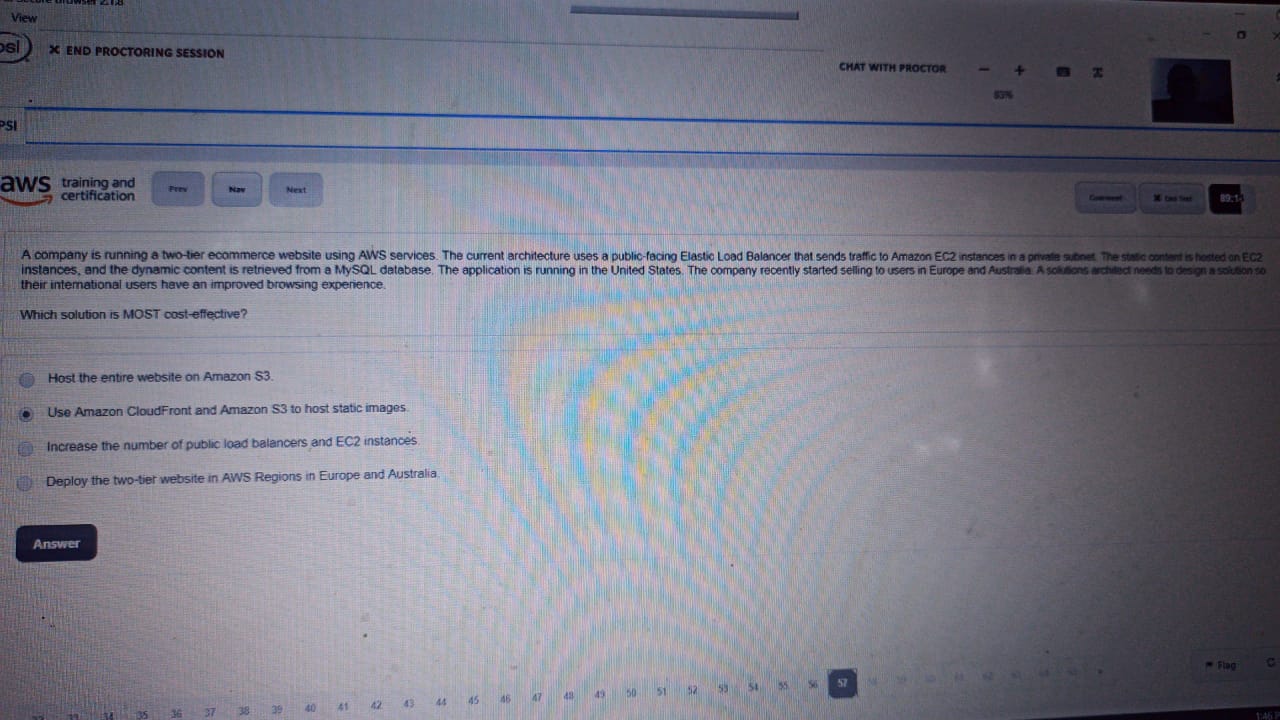 View
psi
X END PROCTORING SESSION
CHAT WITH PROCTOR
83%
PSI
aws training and certification
Prev
Nav
Next
Comment
89:1
A company is running a two-tier ecommerce website using AWS services. The current architecture uses a public-facing Elastic Load Balancer that sends traffic to Amazon EC2 instances in a private subnet. The static content is hosted on EC2
instances, and the dynamic content is retrieved from a MySQL database. The application is running in the United States. The company recently started selling to users in Europe and Australia. A solutions architect needs to design a solution so
their international users have an improved browsing experience.
Which solution is MOST cost-effective?
Host the entire website on Amazon S3.
Use Amazon CloudFront and Amazon S3 to host static images.
Increase the number of public load balancers and EC2 instances.
Deploy the two-tier website in AWS Regions in Europe and Australia.
Answer
Flag
35 36 37 38 39 40 41 42 43 44 45 46 47 48 49 50 51 52 53 54 55 56 57